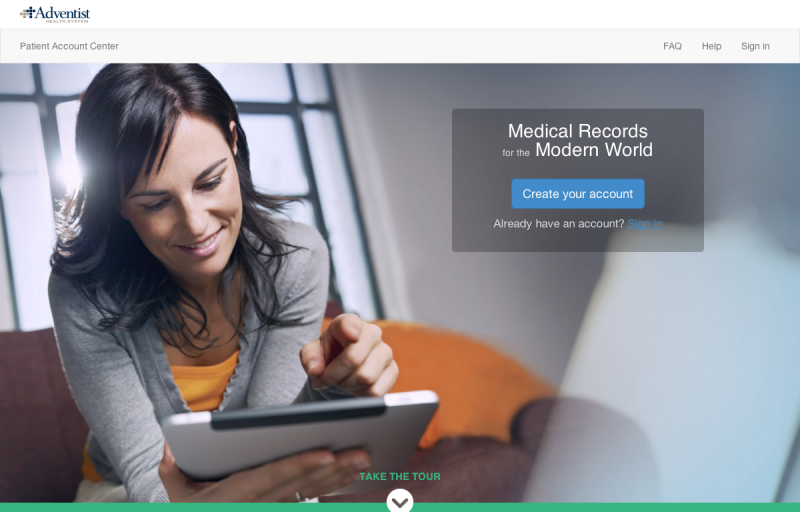 Adventist
HEALTH SYSTEM
Patient Account Center
FAQ
Help
Sign in
Medical Records
for the Modern World
Create your account
Already have an account? Sign in
TAKE THE TOUR